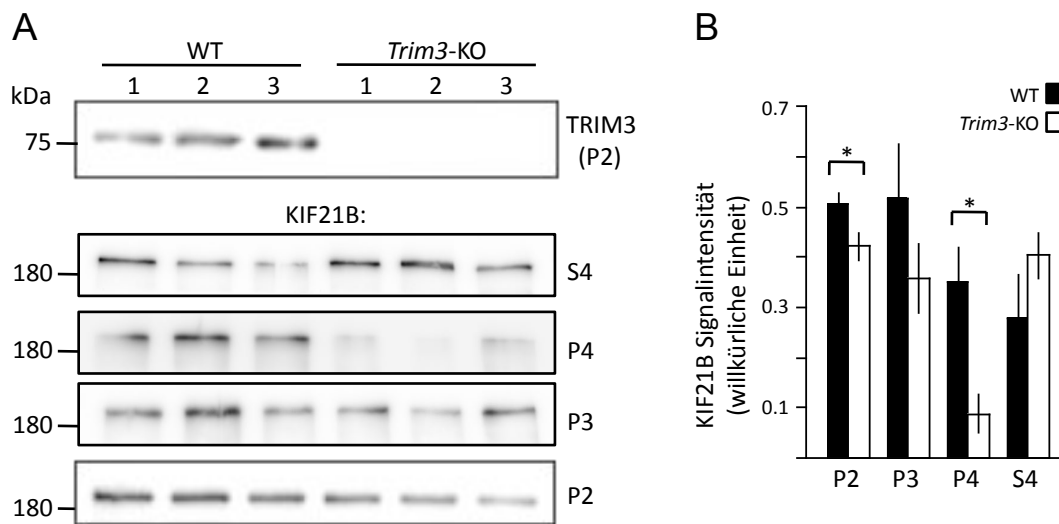 A
WT Trim3-KO
kDa 1 2 3 1 2 3
75 TRIM3
(P2)
KIF21B:
180 S4
180 P4
180 P3
180 P2
B
WT
Trim3-KO
KIF21B Signalintensität
(willkürliche Einheit)
0.7
0.5
0.3
0.1
* *
P2 P3 P4 S4